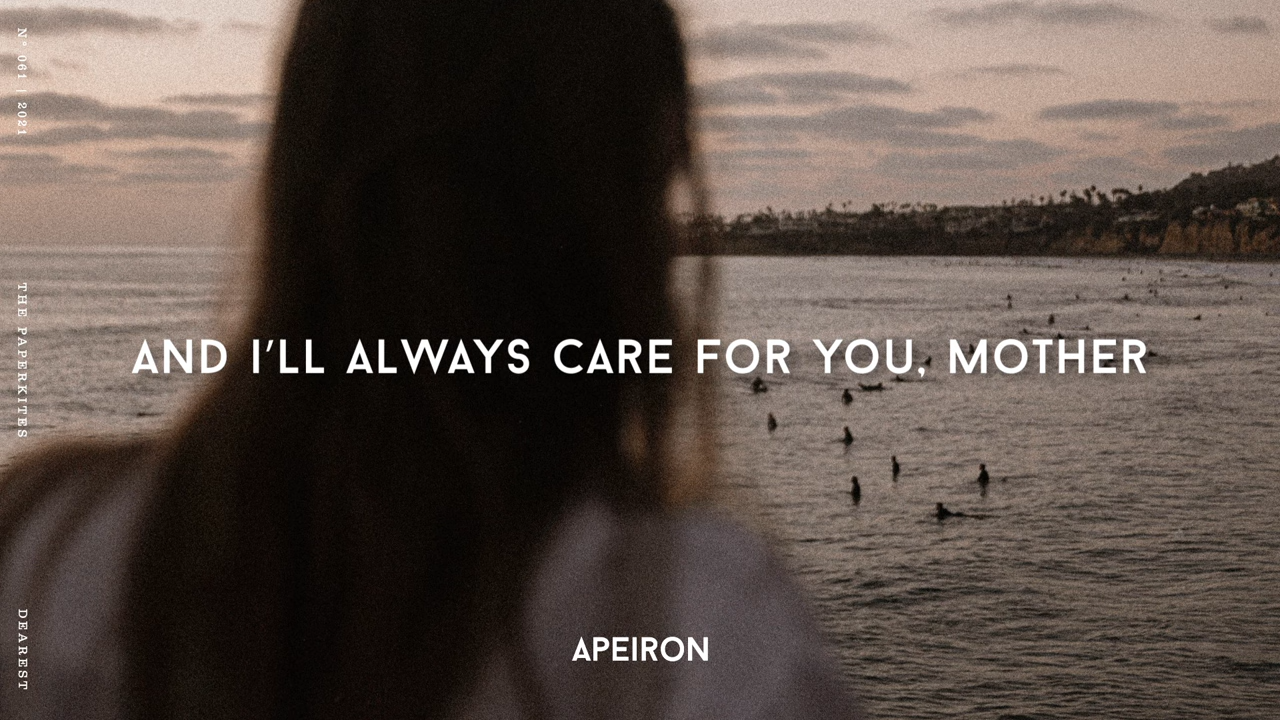 N° 061 | 2021
THE PAPERKITES
DEAREST
AND I'LL ALWAYS CARE FOR YOU, MOTHER
APEIRON